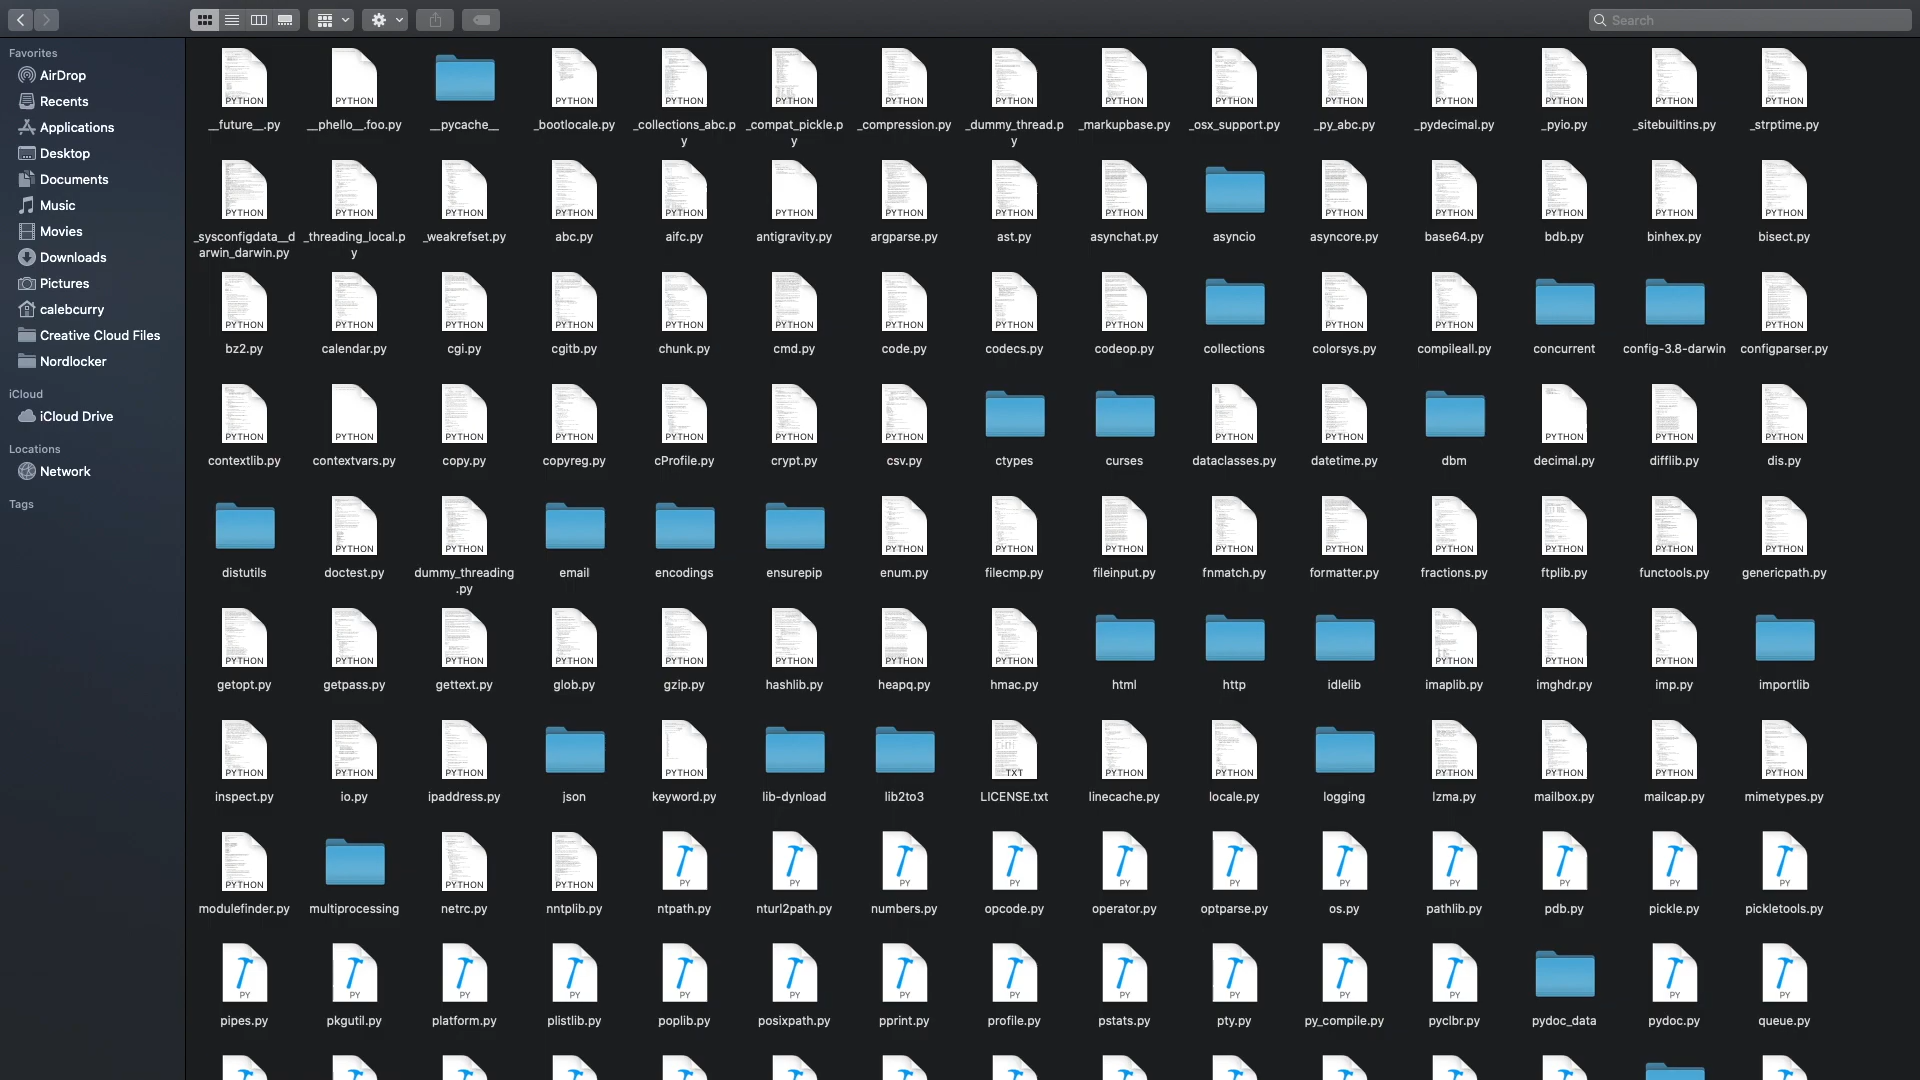 Search
Favorites
AirDrop
Recents
Applications
Desktop
Documents
Music
Movies
Downloads
Pictures
calebcurry
Creative Cloud Files
Nordlocker
iCloud
iCloud Drive
Locations
Network
Tags
PYTHON PYTHON PYTHON PYTHON PYTHON PYTHON PYTHON PYTHON PYTHON PYTHON PYTHON PYTHON PYTHON PYTHON
__future__.py __phello__.foo.py __pycache__ _bootlocale.py _collections_abc.p _compat_pickle.p _compression.py _dummy_thread.p _markupbase.py _osx_support.py _py_abc.py _pydecimal.py _pyio.py _sitebuiltins.py _strptime.py
y y y
PYTHON PYTHON PYTHON PYTHON PYTHON PYTHON PYTHON PYTHON PYTHON PYTHON PYTHON PYTHON PYTHON PYTHON
_sysconfigdata__d _threading_local.p _weakrefset.py abc.py aifc.py antigravity.py argparse.py ast.py asynchat.py asyncio asyncore.py base64.py bdb.py binhex.py bisect.py
arwin_darwin.py y
PYTHON PYTHON PYTHON PYTHON PYTHON PYTHON PYTHON PYTHON PYTHON PYTHON PYTHON PYTHON
bz2.py calendar.py cgi.py cgitb.py chunk.py cmd.py code.py codecs.py codeop.py collections colorsys.py compileall.py concurrent config-3.8-darwin configparser.py
PYTHON PYTHON PYTHON PYTHON PYTHON PYTHON PYTHON PYTHON PYTHON PYTHON PYTHON PYTHON
contextlib.py contextvars.py copy.py copyreg.py cProfile.py crypt.py csv.py ctypes curses dataclasses.py datetime.py dbm decimal.py difflib.py dis.py
PYTHON PYTHON PYTHON PYTHON PYTHON PYTHON PYTHON PYTHON PYTHON PYTHON PYTHON
distutils doctest.py dummy_threading email encodings ensurepip enum.py filecmp.py fileinput.py fnmatch.py formatter.py fractions.py ftplib.py functools.py genericpath.py
.py
PYTHON PYTHON PYTHON PYTHON PYTHON PYTHON PYTHON PYTHON PYTHON PYTHON PYTHON
getopt.py getpass.py gettext.py glob.py gzip.py hashlib.py heapq.py hmac.py html http idlelib imaplib.py imghdr.py imp.py importlib
PYTHON PYTHON PYTHON PYTHON TXT PYTHON PYTHON PYTHON PYTHON PYTHON PYTHON
inspect.py io.py ipaddress.py json keyword.py lib-dynload lib2to3 LICENSE.txt linecache.py locale.py logging lzma.py mailbox.py mailcap.py mimetypes.py
PYTHON PYTHON PYTHON PY PY PY PY PY PY PY PY PY PY PY
modulefinder.py multiprocessing netrc.py nntplib.py ntpath.py nturl2path.py numbers.py opcode.py operator.py optparse.py os.py pathlib.py pdb.py pickle.py pickletools.py
PY PY PY PY PY PY PY PY PY PY PY PY PY PY
pipes.py pkgutil.py platform.py plistlib.py poplib.py posixpath.py pprint.py profile.py pstats.py pty.py py_compile.py pyclbr.py pydoc_data pydoc.py queue.py